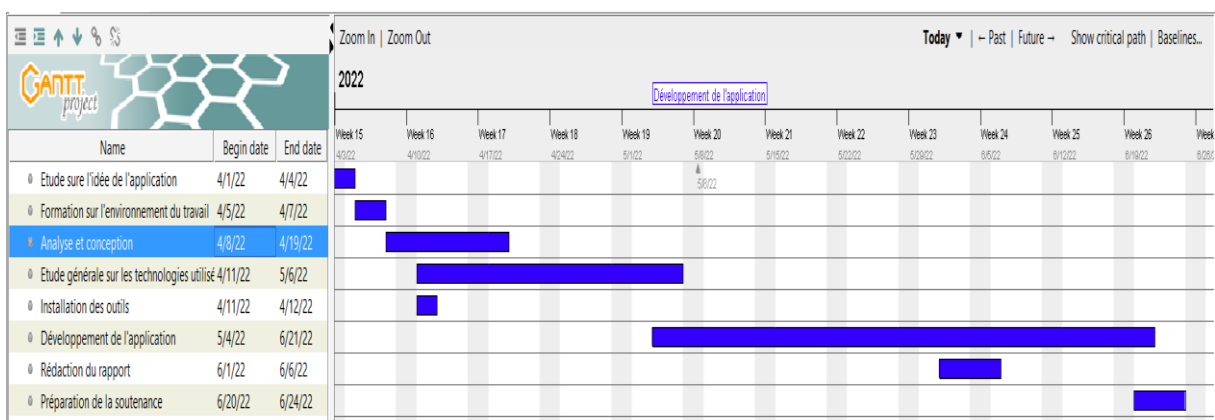 Zoom In | Zoom Out
Today ▼ | ← Past | Future → Show critical path | Baselines...
GANTT
project
2022
Développement de l'application
Week 15 Week 16 Week 17 Week 18 Week 19 Week 20 Week 21 Week 22 Week 23 Week 24 Week 25 Week 26 Week
4/3/22 4/10/22 4/17/22 4/24/22 5/1/22 5/8/22 5/15/22 5/22/22 5/29/22 6/5/22 6/12/22 6/19/22 6/26/
Name Begin date End date
5/8/22
Etude sure l'idée de l'application 4/1/22 4/4/22
Formation sur l'environnement du travail 4/5/22 4/7/22
Analyse et conception 4/8/22 4/19/22
Etude générale sur les technologies utilisé 4/11/22 5/6/22
Installation des outils 4/11/22 4/12/22
Développement de l'application 5/4/22 6/21/22
Rédaction du rapport 6/1/22 6/6/22
Préparation de la soutenance 6/20/22 6/24/22